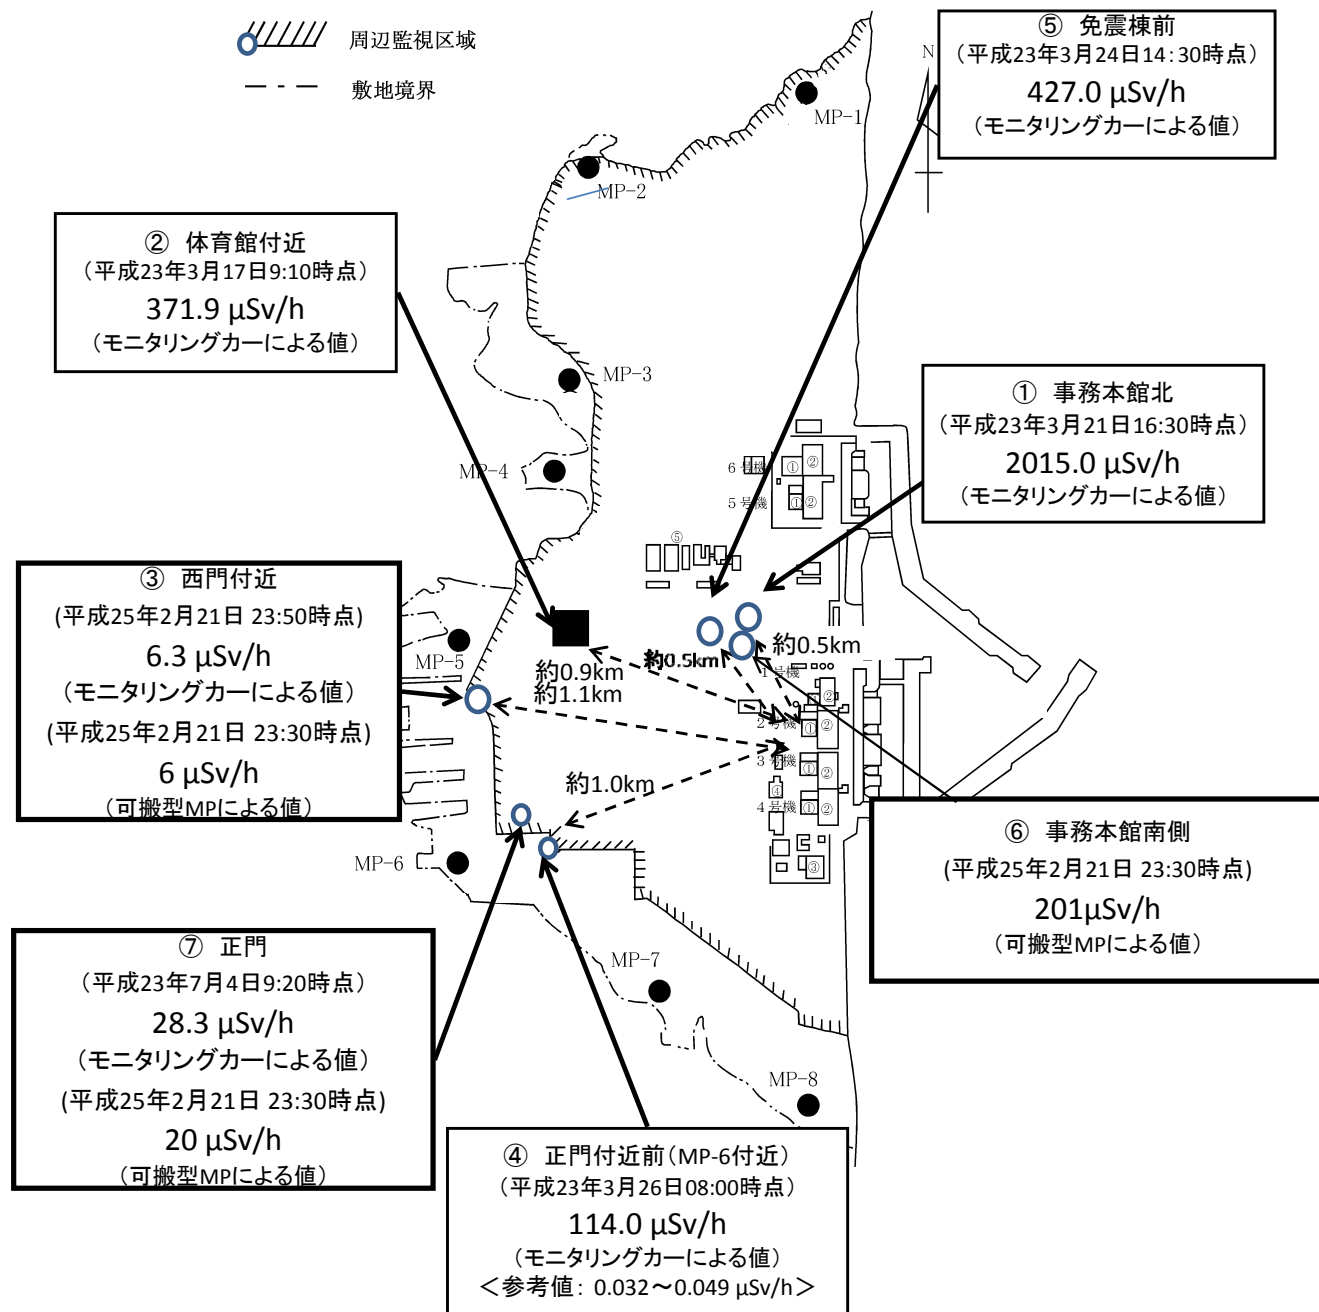 周辺監視区域
敷地境界
⑤ 免震棟前
(平成23年3月24日14:30時点)
427.0 μSv/h
(モニタリングカーによる値)
N
MP-1
MP-2
② 体育館付近
(平成23年3月17日9:10時点)
371.9 μSv/h
(モニタリングカーによる値)
MP-3
① 事務本館北
(平成23年3月21日16:30時点)
2015.0 μSv/h
(モニタリングカーによる値)
MP-4
6号機
①
②
5号機
①
②
⑤
③ 西門付近
(平成25年2月21日 23:50時点)
6.3 μSv/h
(モニタリングカーによる値)
(平成25年2月21日 23:30時点)
6 μSv/h
(可搬型MPによる値)
MP-5
約0.9km
約1.1km
約0.5km
約0.5km
1号機
②
2号機
①
②
3号機
①
②
④
4号機
①
②
③
約1.0km
MP-6
⑥ 事務本館南側
(平成25年2月21日 23:30時点)
201μSv/h
(可搬型MPによる値)
⑦ 正門
(平成23年7月4日9:20時点)
28.3 μSv/h
(モニタリングカーによる値)
(平成25年2月21日 23:30時点)
20 μSv/h
(可搬型MPによる値)
MP-7
MP-8
④ 正門付近前(MP-6付近)
(平成23年3月26日08:00時点)
114.0 μSv/h
(モニタリングカーによる値)
<参考値: 0.032～0.049 μSv/h>